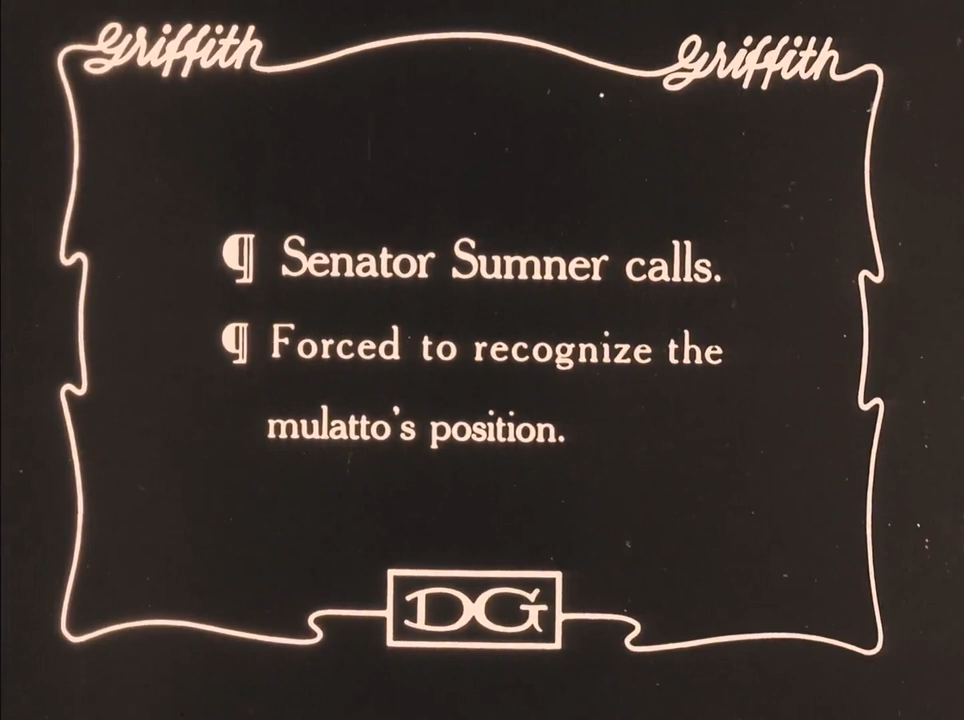 Griffith Griffith
¶ Senator Sumner calls.
¶ Forced to recognize the
mulatto's position.
DG